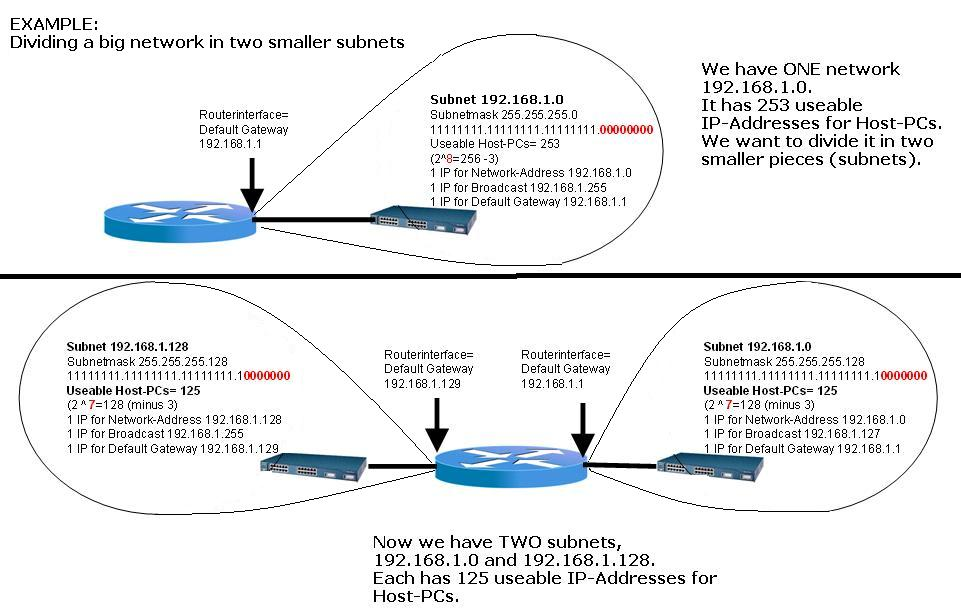 EXAMPLE:
Dividing a big network in two smaller subnets
We have ONE network
192.168.1.0.
It has 253 useable
IP-Addresses for Host-PCs.
We want to divide it in two
smaller pieces (subnets).
Routerinterface=
Default Gateway
192.168.1.1
Subnet 192.168.1.0
Subnetmask 255.255.255.0
11111111.11111111.11111111.00000000
Useable Host-PCs= 253
(2^8=256 -3)
1 IP for Network-Address 192.168.1.0
1 IP for Broadcast 192.168.1.255
1 IP for Default Gateway 192.168.1.1
Subnet 192.168.1.128
Subnetmask 255.255.255.128
11111111.11111111.11111111.10000000
Useable Host-PCs= 125
(2 ^ 7=128 (minus 3)
1 IP for Network-Address 192.168.1.128
1 IP for Broadcast 192.168.1.255
1 IP for Default Gateway 192.168.1.129
Routerinterface=
Default Gateway
192.168.1.129
Routerinterface=
Default Gateway
192.168.1.1
Subnet 192.168.1.0
Subnetmask 255.255.255.128
11111111.11111111.11111111.10000000
Useable Host-PCs= 125
(2 ^ 7=128 (minus 3)
1 IP for Network-Address 192.168.1.0
1 IP for Broadcast 192.168.1.127
1 IP for Default Gateway 192.168.1.1
Now we have TWO subnets,
192.168.1.0 and 192.168.1.128.
Each has 125 useable IP-Addresses for
Host-PCs.